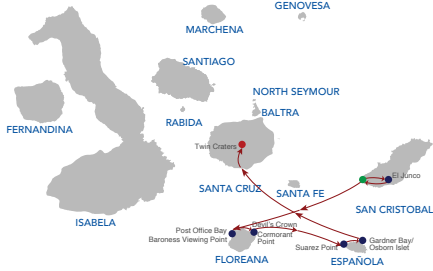 GENOVESA
MARCHENA
SANTIAGO
NORTH SEYMOUR
BALTRA
RABIDA
FERNANDINA
Twin Craters
El Junco
SANTA CRUZ
SANTA FE
SAN CRISTOBAL
ISABELA
Devil's Crown
Post Office Bay
Cormorant
Baroness Viewing Point
Point
Gardner Bay/
Suarez Point
Osborn Islet
FLOREANA
ESPAÑOLA